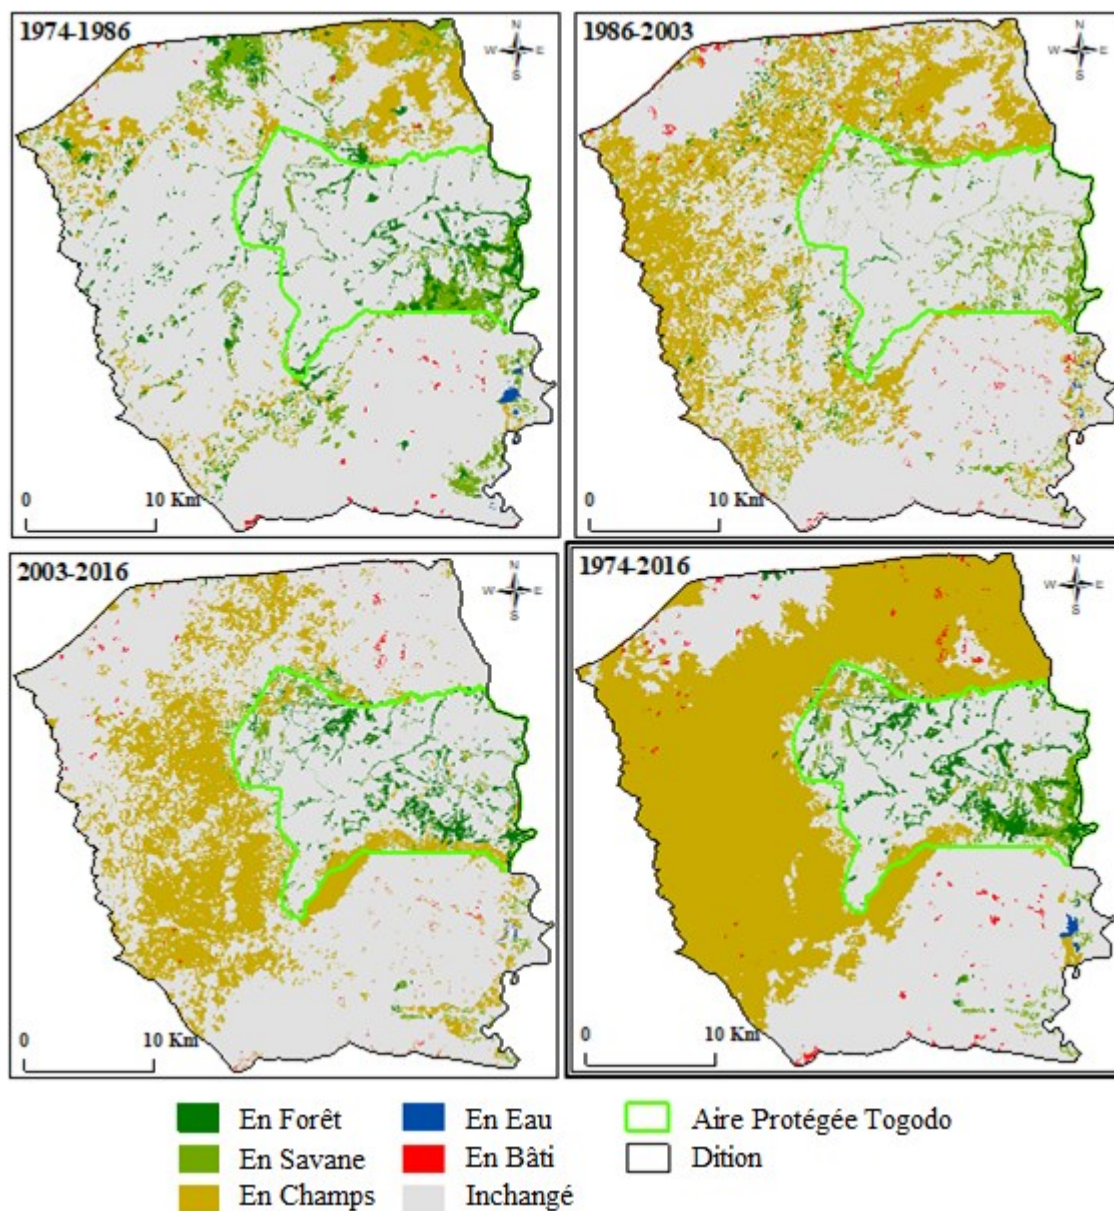 1974-1986
N
W E
S
0 10 Km
1986-2003
N
W E
S
0 10 Km
2003-2016
N
W E
S
0 10 Km
1974-2016
N
W E
S
0 10 Km
En Forêt
En Eau
Aire Protégée Togodo
En Savane
En Bâti
Dition
En Champs
Inchangé